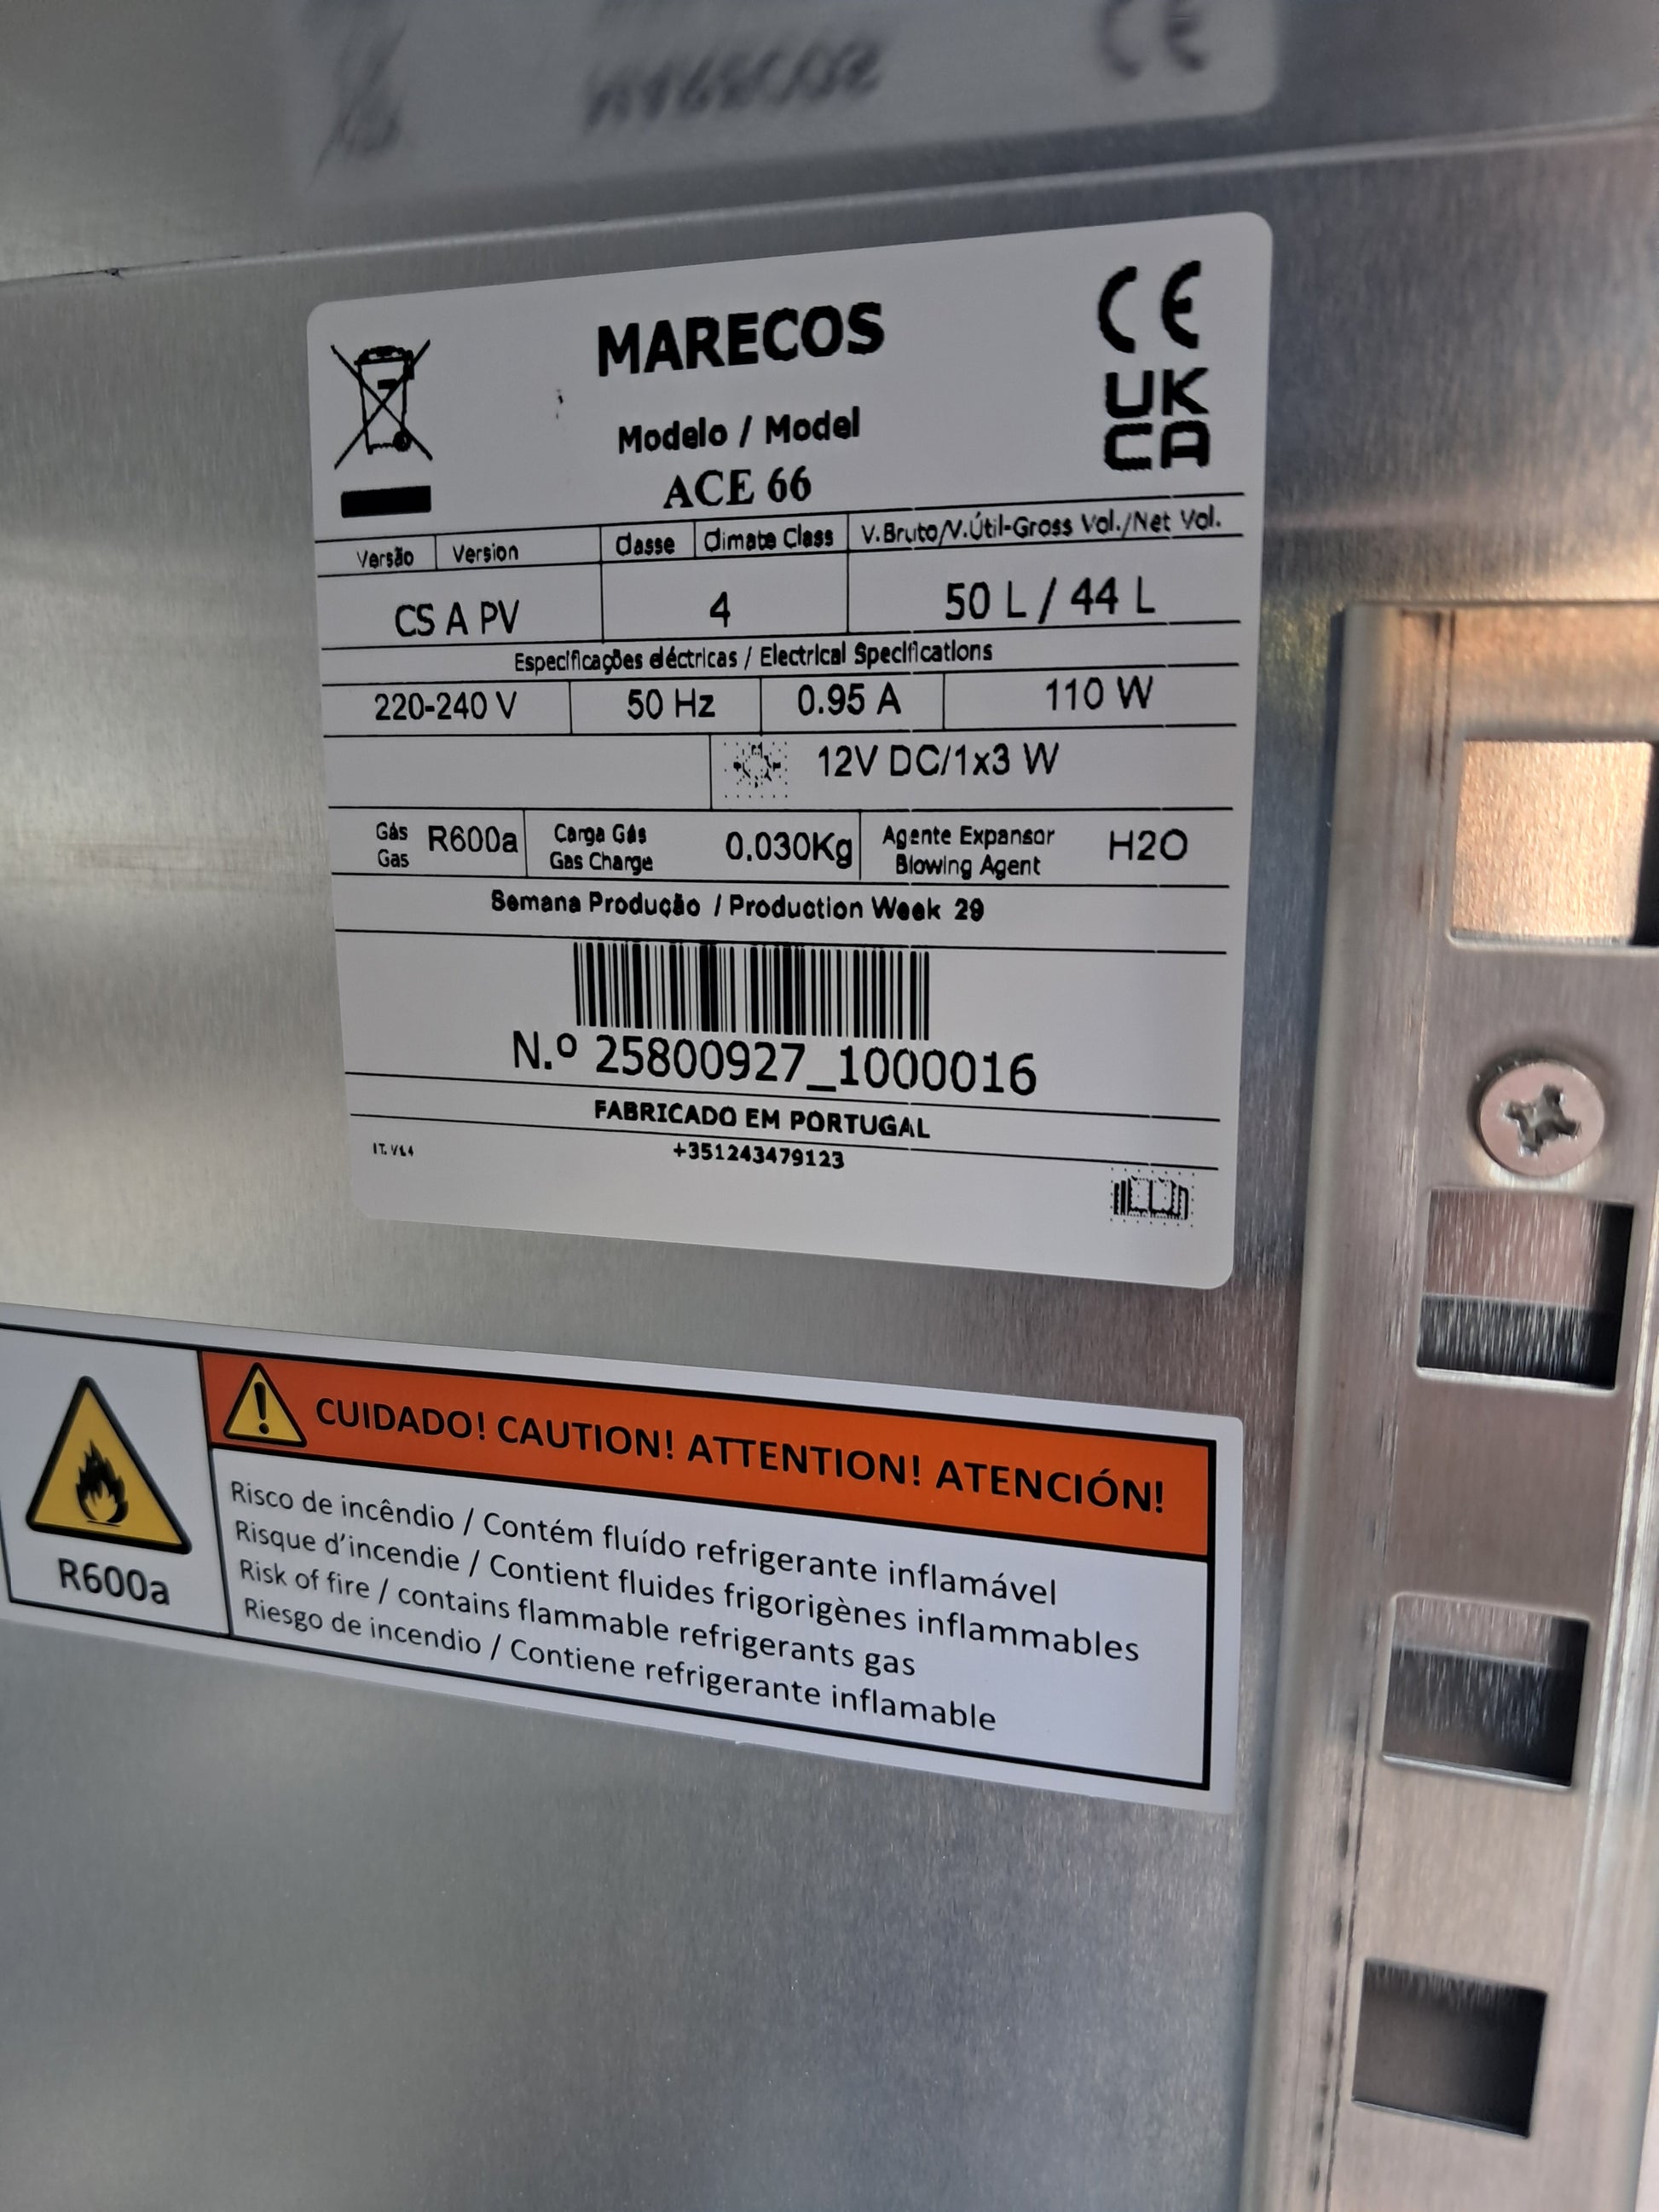 MARECOS
CE
UK
CA
Modelo / Model
ACE 66
Versão Version Classe Climate Class V.Bruto/V.Útil-Gross Vol./Net Vol.
CS A PV 4 50 L / 44 L
Especificações eléctricas / Electrical Specifications
220-240 V 50 Hz 0.95 A 110 W
12V DC/1x3 W
Gás Gas R600a Carga Gás Gas Charge 0.030Kg Agente Expansor Blowing Agent H2O
Semana Produção / Production Week 29
N.º 25800927_1000016
FABRICADO EM PORTUGAL
IT. V1.4 +351243479123
CUIDADO! CAUTION! ATTENTION! ATENCIÓN!
R600a
Risco de incêndio / Contém fluído refrigerante inflamável
Risque d'incendie / Contient fluides frigorigènes inflammables
Risk of fire / contains flammable refrigerants gas
Riesgo de incendio / Contiene refrigerante inflamable